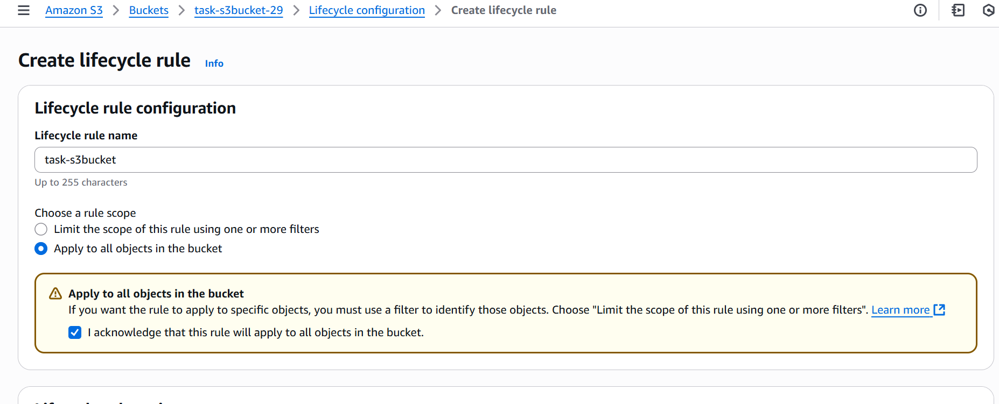 Amazon S3 > Buckets > task-s3bucket-29 > Lifecycle configuration > Create lifecycle rule
Create lifecycle rule Info
Lifecycle rule configuration
Lifecycle rule name
task-s3bucket
Up to 255 characters
Choose a rule scope
Limit the scope of this rule using one or more filters
Apply to all objects in the bucket
Apply to all objects in the bucket
If you want the rule to apply to specific objects, you must use a filter to identify those objects. Choose "Limit the scope of this rule using one or more filters". Learn more
I acknowledge that this rule will apply to all objects in the bucket.